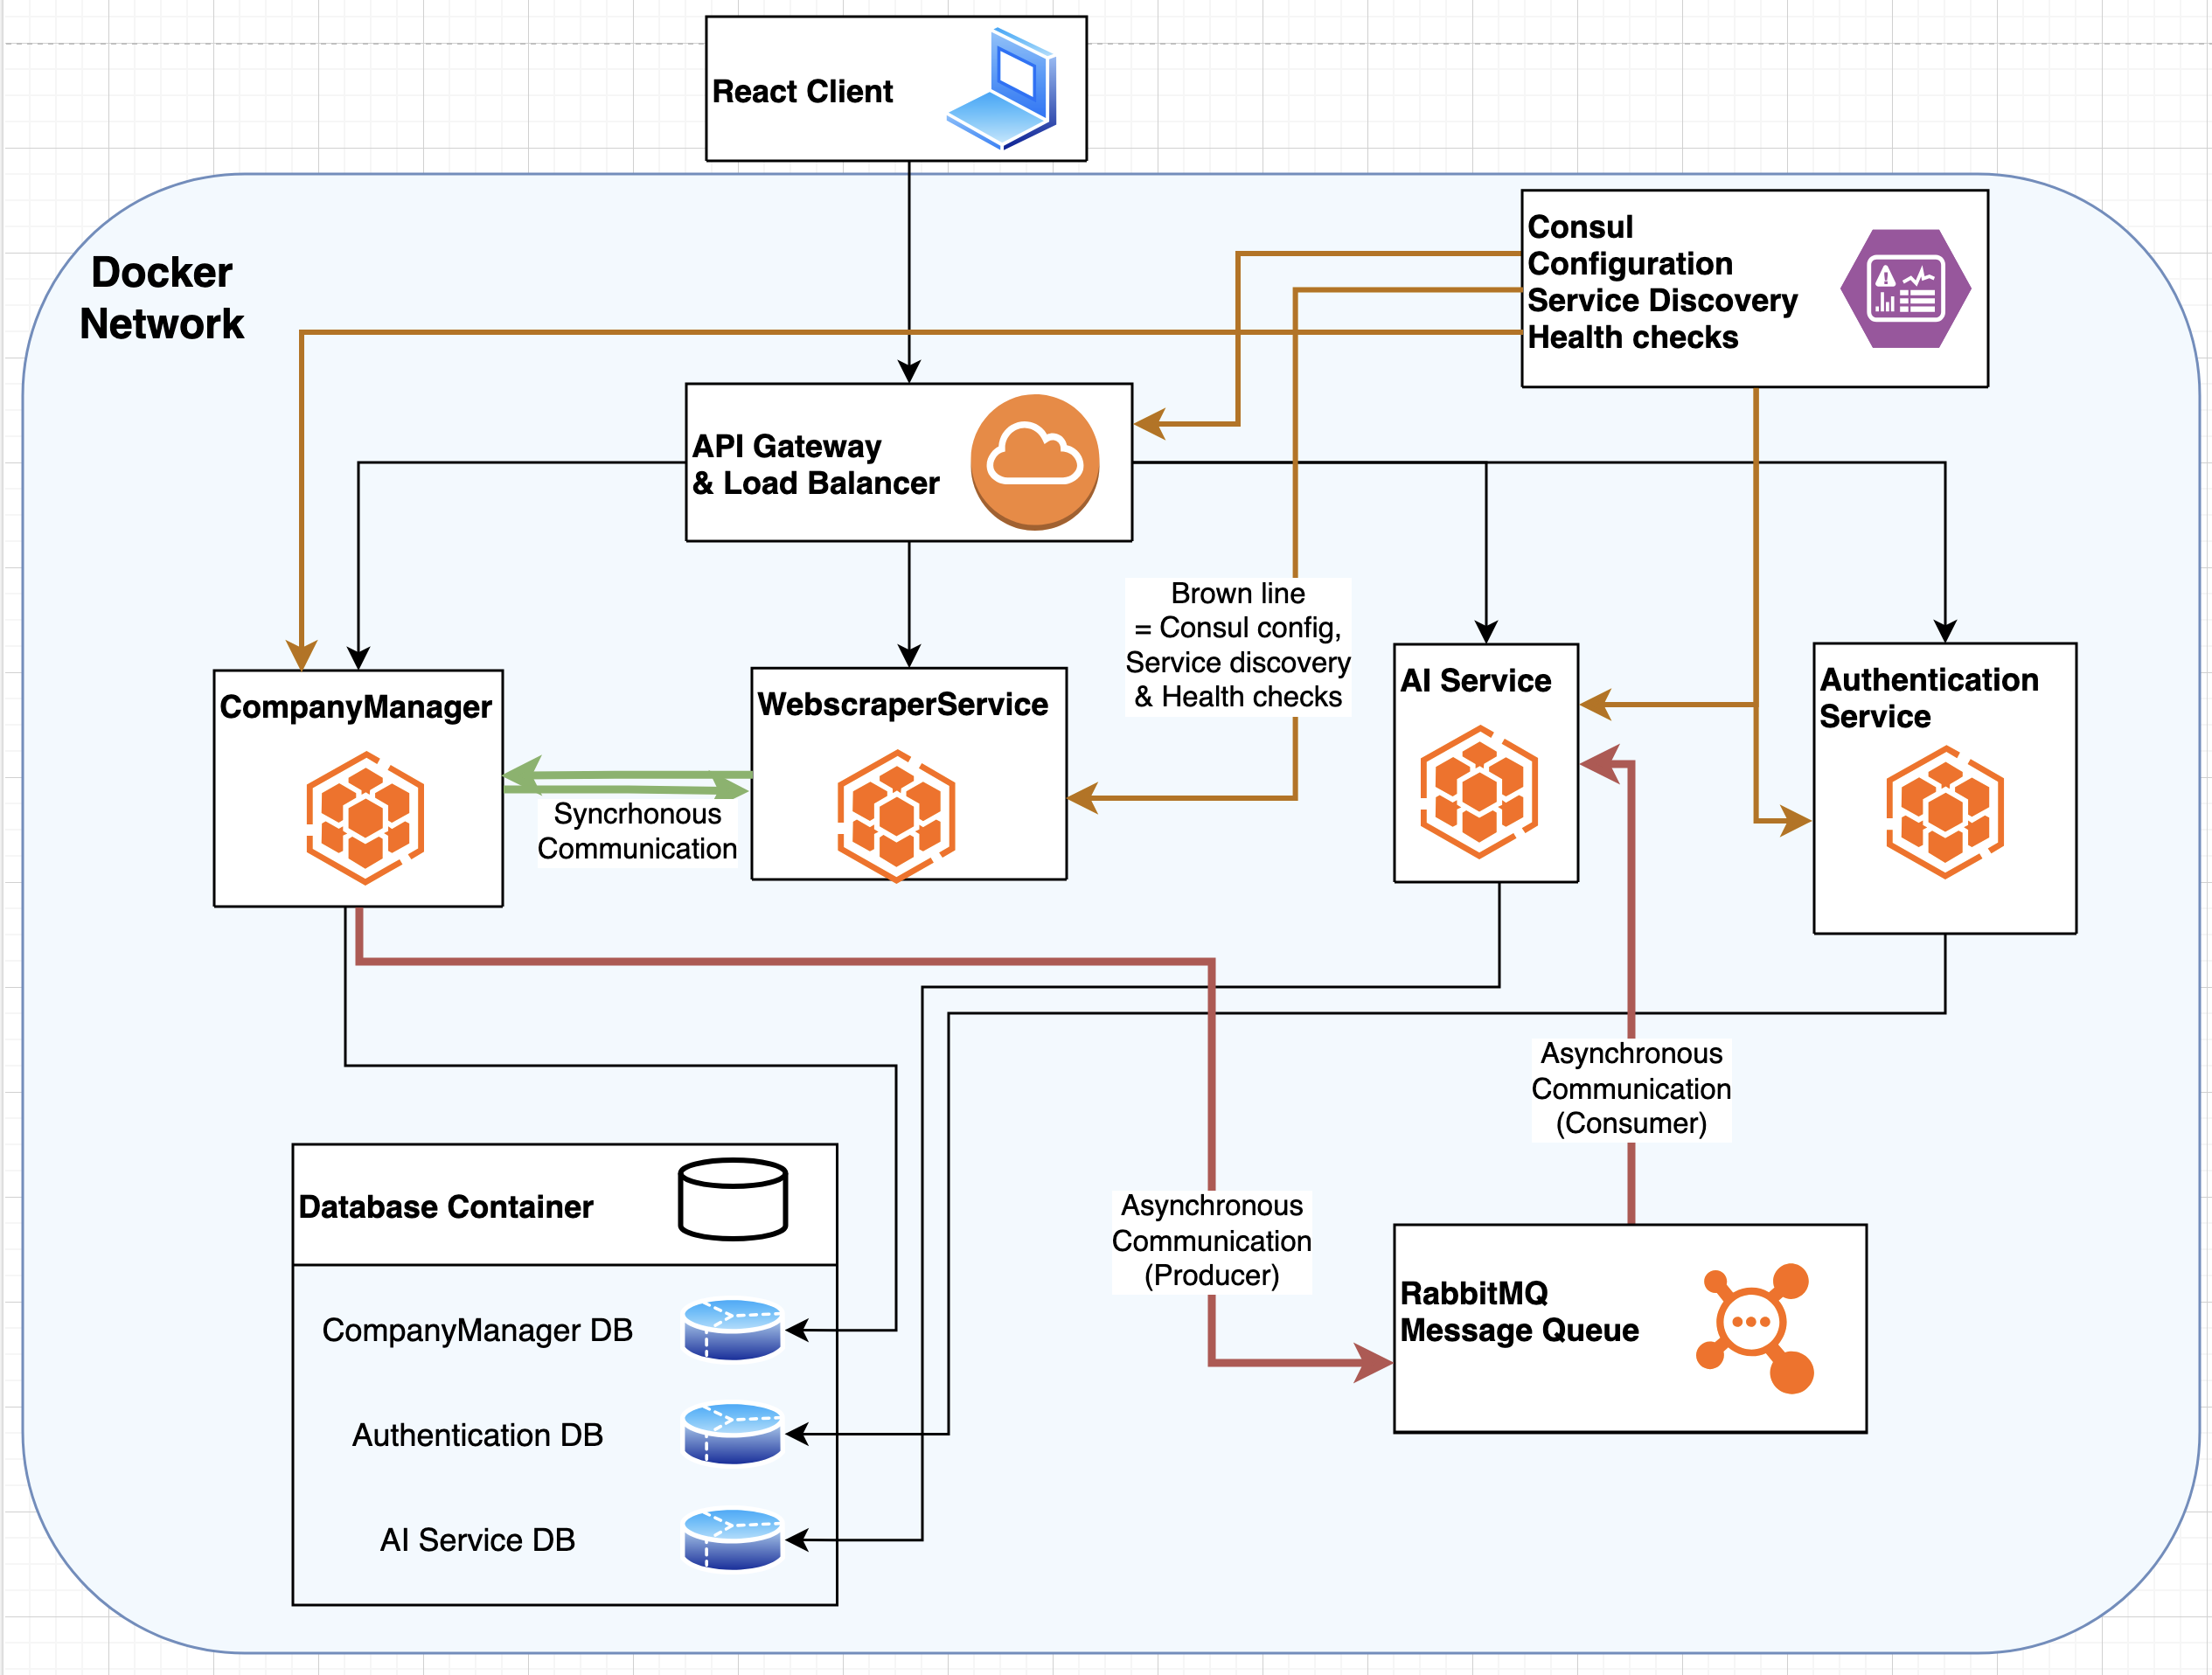 React Client
Docker
Network
Consul
Configuration
Service Discovery
Health checks
API Gateway
& Load Balancer
Brown line
= Consul config,
Service discovery
& Health checks
CompanyManager
WebscraperService
AI Service
Authentication
Service
Syncrhonous
Communication
Asynchronous
Communication
(Consumer)
Asynchronous
Communication
(Producer)
Database Container
CompanyManager DB
Authentication DB
AI Service DB
RabbitMQ
Message Queue